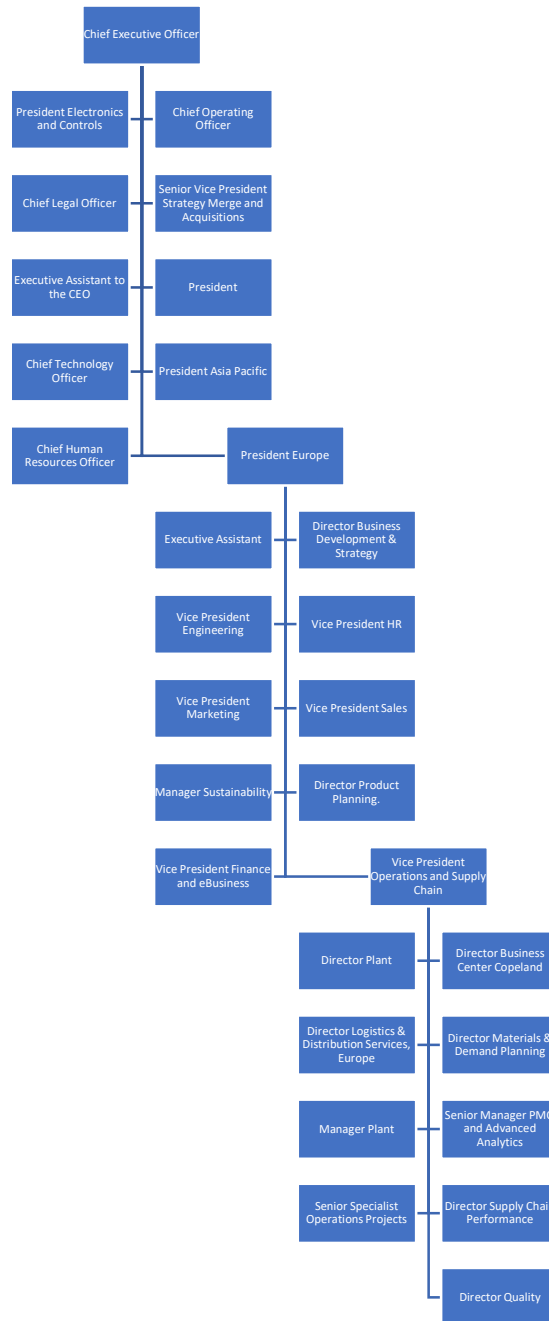 Chief Executive Officer
President Electronics
and Controls
Chief Operating
Officer
Chief Legal Officer
Senior Vice President
Strategy Merge and
Acquisitions
Executive Assistant to
the CEO
President
Chief Technology
Officer
President Asia Pacific
Chief Human
Resources Officer
President Europe
Executive Assistant
Director Business
Development &
Strategy
Vice President
Engineering
Vice President HR
Vice President
Marketing
Vice President Sales
Manager Sustainability
Director Product
Planning.
Vice President Finance
and eBusiness
Vice President
Operations and Supply
Chain
Director Plant
Director Business
Center Copeland
Director Logistics &
Distribution Services,
Europe
Director Materials &
Demand Planning
Manager Plant
Senior Manager PMO
and Advanced
Analytics
Senior Specialist
Operations Projects
Director Supply Chain
Performance
Director Quality